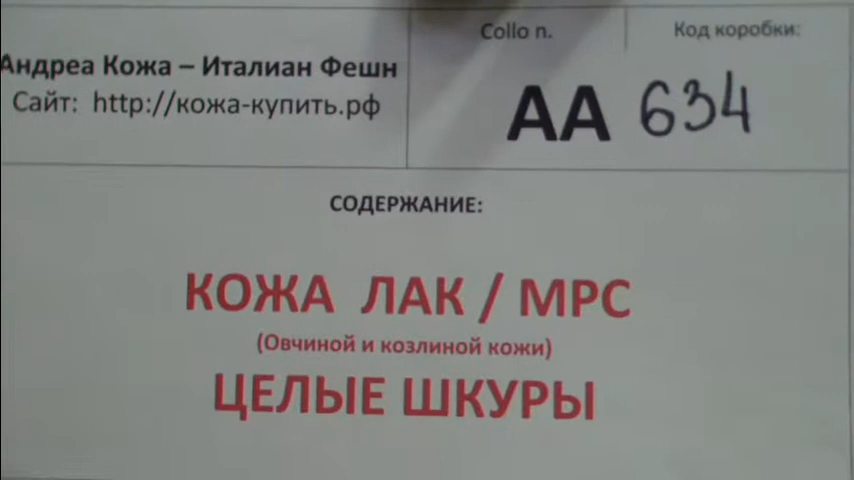 Андреа Кожа – Италиан Фешн
Сайт: http://кожа-купить.рф
Collo n.
Код коробки:
АА 634
СОДЕРЖАНИЕ:
КОЖА ЛАК / МРС
(Овчиной и козлиной кожи)
ЦЕЛЫЕ ШКУРЫ